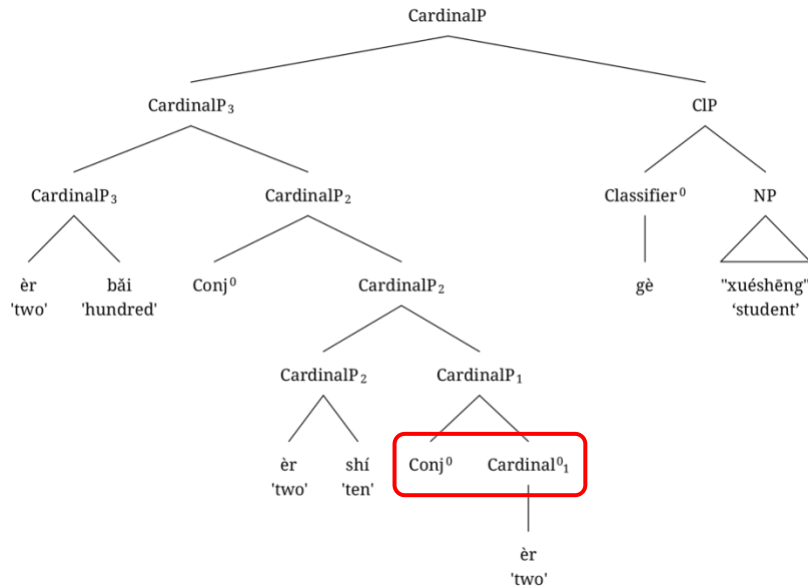 CardinalP
CardinalP₃ ClP
CardinalP₃ CardinalP₂ Classifier⁰ NP
èr bǎi Conj⁰ CardinalP₂ gè "xuéshēng"
'two' 'hundred' ‘student’
CardinalP₂ CardinalP₁
èr shí Conj⁰ Cardinal⁰₁
'two' 'ten'
èr
'two'